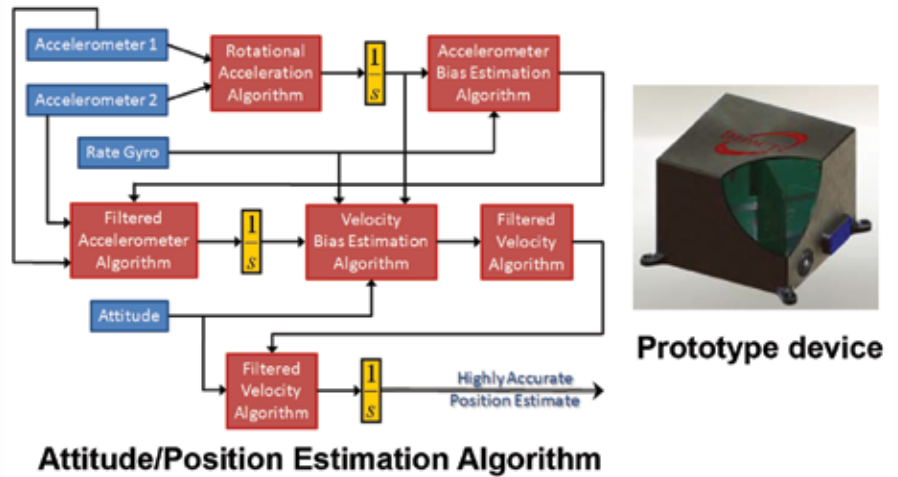 Accelerometer 1
Rotational
Acceleration
Algorithm
1
s
Accelerometer
Bias Estimation
Algorithm
Accelerometer 2
Rate Gyro
Filtered
Accelerometer
Algorithm
1
s
Velocity
Bias Estimation
Algorithm
Filtered
Velocity
Algorithm
Attitude
Filtered
Velocity
Algorithm
1
s
Highly Accurate
Position Estimate
Prototype device
Attitude/Position Estimation Algorithm